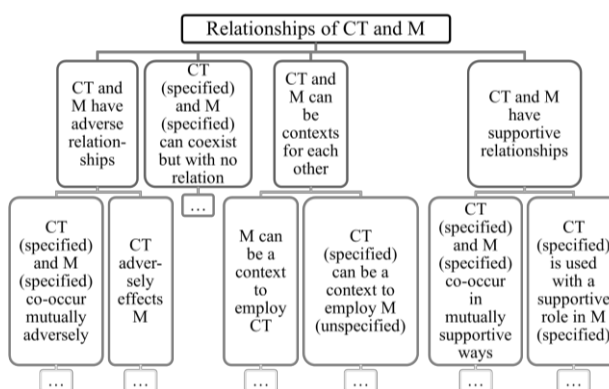 Relationships of CT and M
CT and
M have
adverse
relation-
ships
CT
(specified)
and M
(specified)
can coexist
but with no
relation
CT and
M can
be
contexts
for each
other
CT and M
have
supportive
relationships
...
CT
(specified)
and M
(specified)
co-occur
mutually
adversely
CT
adver-
sely
effects
M
M can
be a
context
to
employ
CT
CT
(specified)
can be a
context to
employ M
(unspecified)
CT
(specified)
and M
(specified)
co-occur
in
mutually
supportive
ways
CT
(specified)
is used
with a
supportive
role in M
(specified)
...
...
...
...
...
...